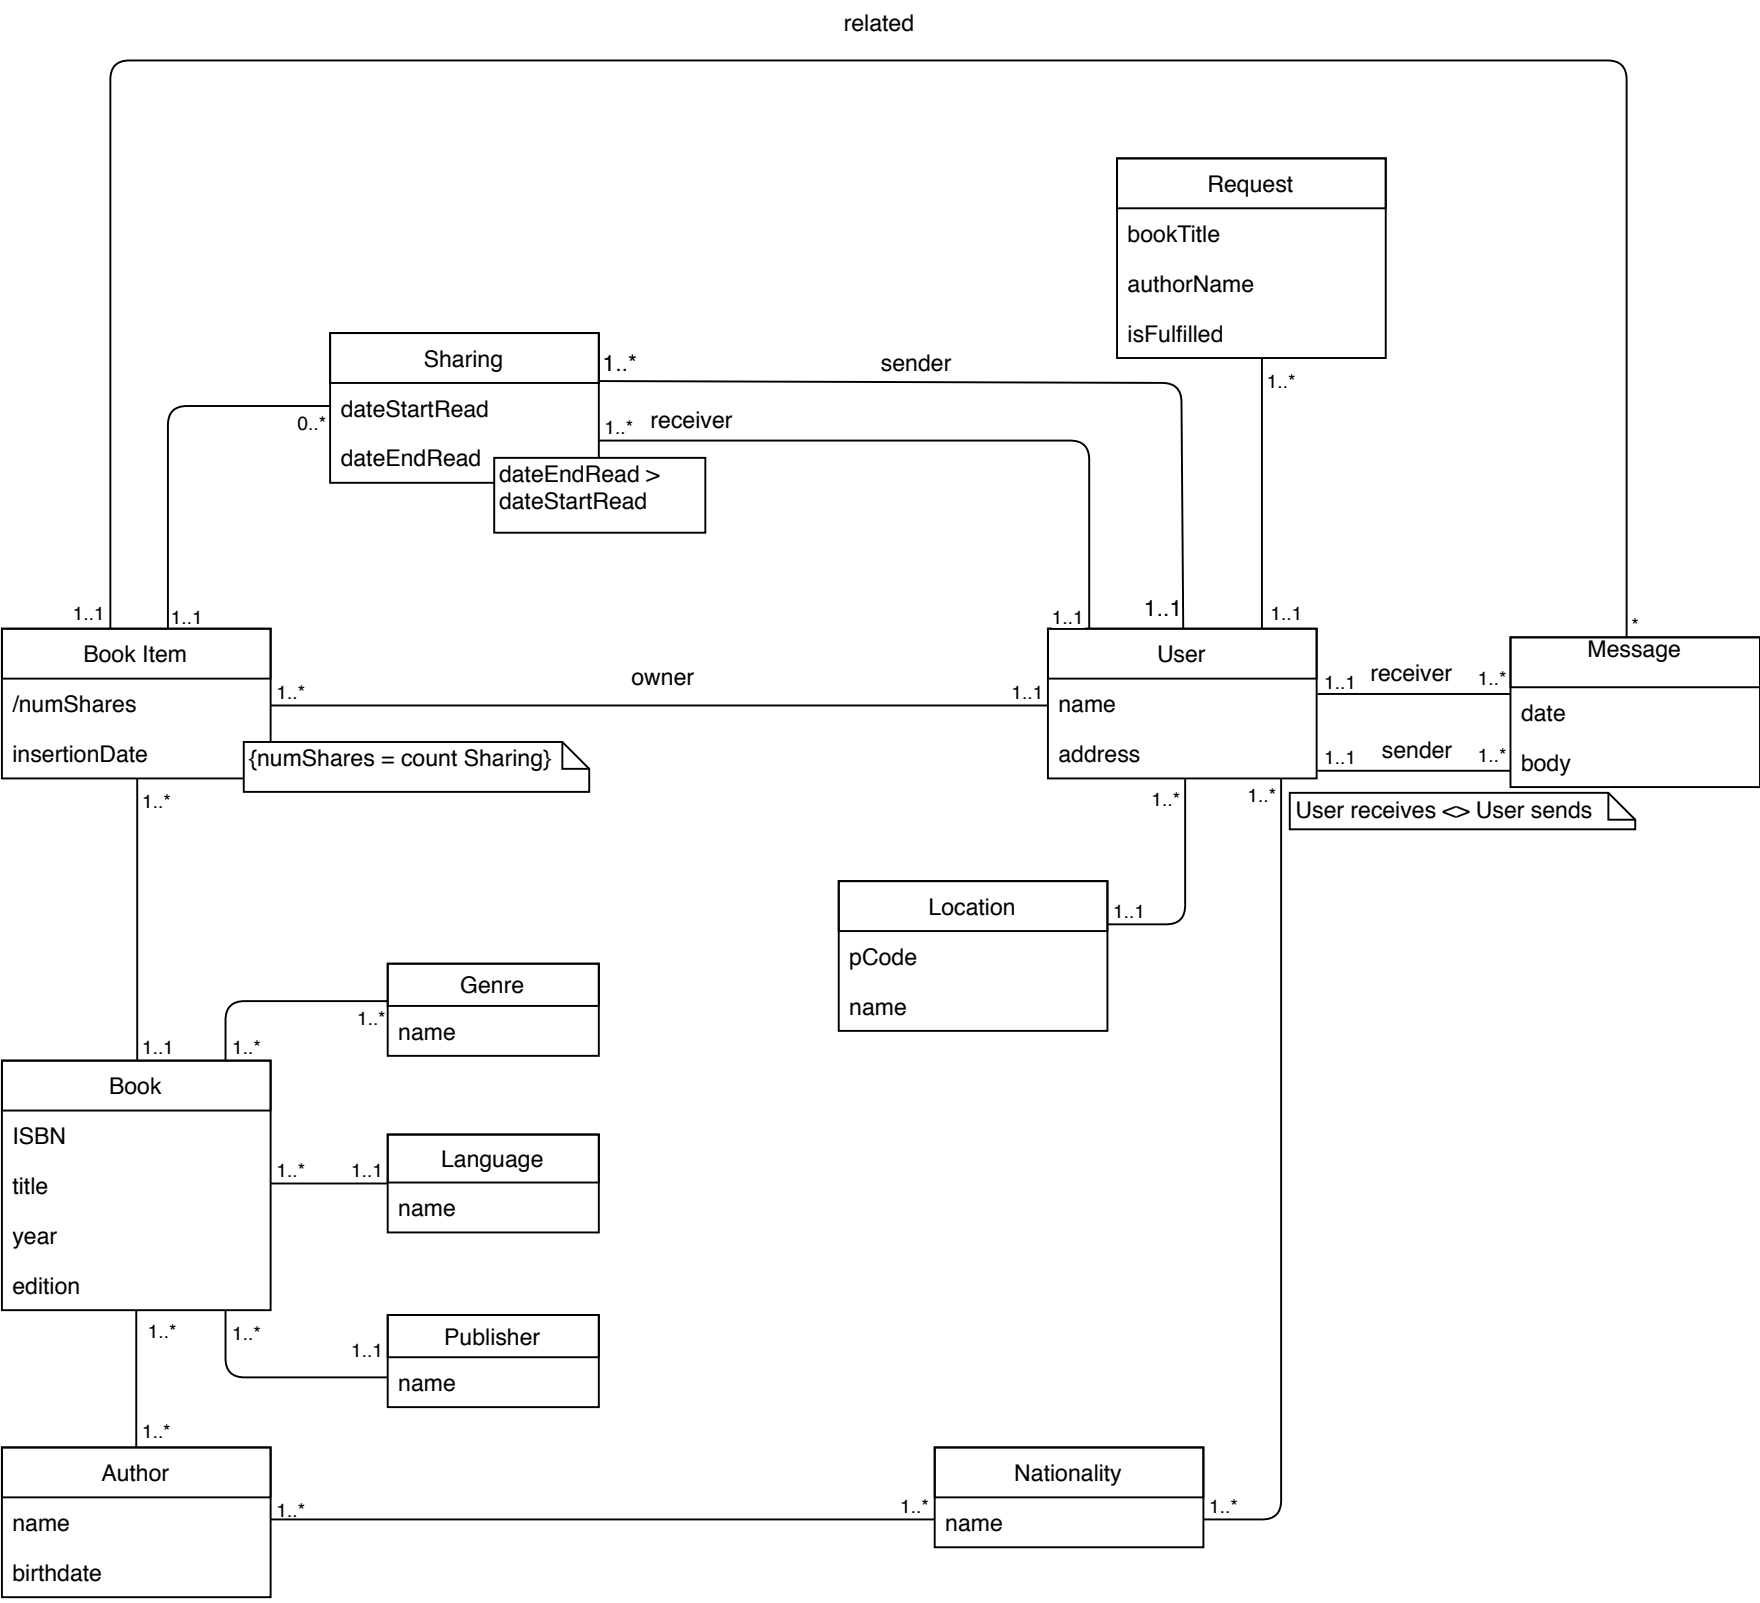 related
Request
bookTitle
authorName
isFulfilled
1..*
Sharing
dateStartRead
dateEndRead
1..*
sender
1..*
receiver
0..*
dateEndRead >
dateStartRead
1..1
1..1
1..1
1..1
1..1
*
Book Item
/numShares
insertionDate
1..*
owner
1..1
{numShares = count Sharing}
User
name
address
1..1
receiver
1..*
1..1
sender
1..*
Message
date
body
User receives <> User sends
1..*
1..*
1..*
Location
pCode
name
1..1
Genre
name
1..*
1..1
1..*
Book
ISBN
title
year
edition
1..*
1..1
Language
name
1..*
1..*
1..1
Publisher
name
1..*
Author
name
birthdate
1..*
1..*
Nationality
name
1..*